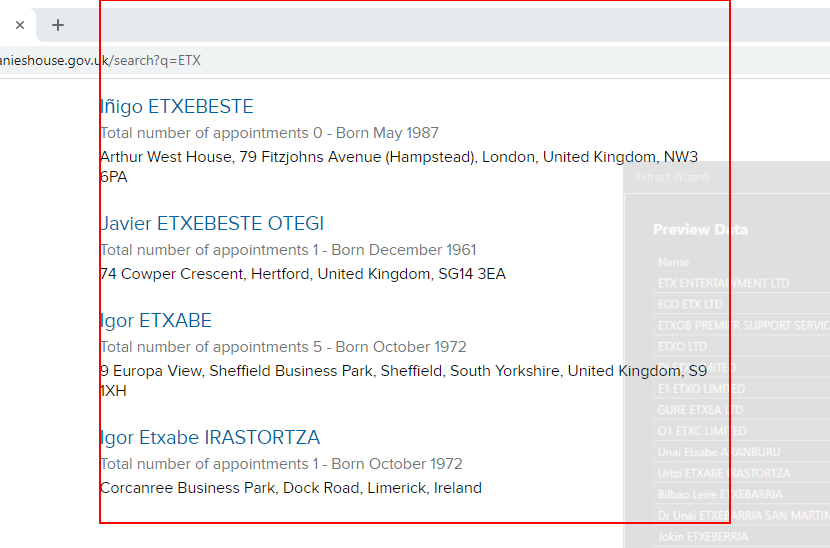 anieshouse.gov.uk/search?q=ETX
Iñigo ETXEBESTE
Total number of appointments 0 - Born May 1987
Arthur West House, 79 Fitzjohns Avenue (Hampstead), London, United Kingdom, NW3
6PA
Javier ETXEBESTE OTEGI
Total number of appointments 1 - Born December 1961
74 Cowper Crescent, Hertford, United Kingdom, SG14 3EA
Igor ETXABE
Total number of appointments 5 - Born October 1972
9 Europa View, Sheffield Business Park, Sheffield, South Yorkshire, United Kingdom, S9
1XH
Igor Etxabe IRASTORTZA
Total number of appointments 1 - Born October 1972
Corcanree Business Park, Dock Road, Limerick, Ireland
Extract Wizard
Preview Data
Name
ETX ENTERTAINMENT LTD
ECO ETX LTD
ETXOB PREMIER SUPPORT SERVIC
ETXO LTD
LIMITED
E1 ETXO LIMITED
GURE ETXEA LTD
O1 ETXC LIMITED
Unai Etxabe ARANBURU
Urtzi ETXABE IRASTORTZA
Bilbao Leire ETXEBARRIA
Dr Unai ETXEBARRIA SAN MARTIN
Jokin ETXEBERRIA